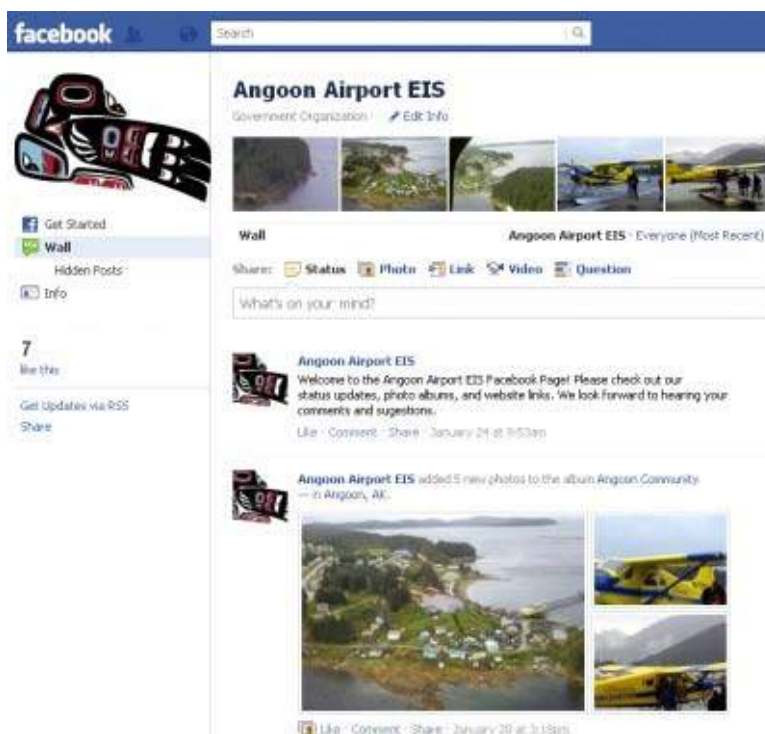 facebook
Search
Angoon Airport EIS
Government Organization · Edit Info
Get Started
Wall
Hidden Posts
Info
7
like this
Get Updates via RSS
Share
Wall
Angoon Airport EIS · Everyone (Most Recent)
Share: Status Photo Link Video Question
What's on your mind?
Angoon Airport EIS
Welcome to the Angoon Airport EIS Facebook Page! Please check out our
status updates, photo albums, and website links. We look forward to hearing your
comments and sugestions.
Like · Comment · Share · January 24 at 9:53am
Angoon Airport EIS added 5 new photos to the album Angoon Community
— in Angoon, AK.
Like · Comment · Share · January 20 at 3:18pm